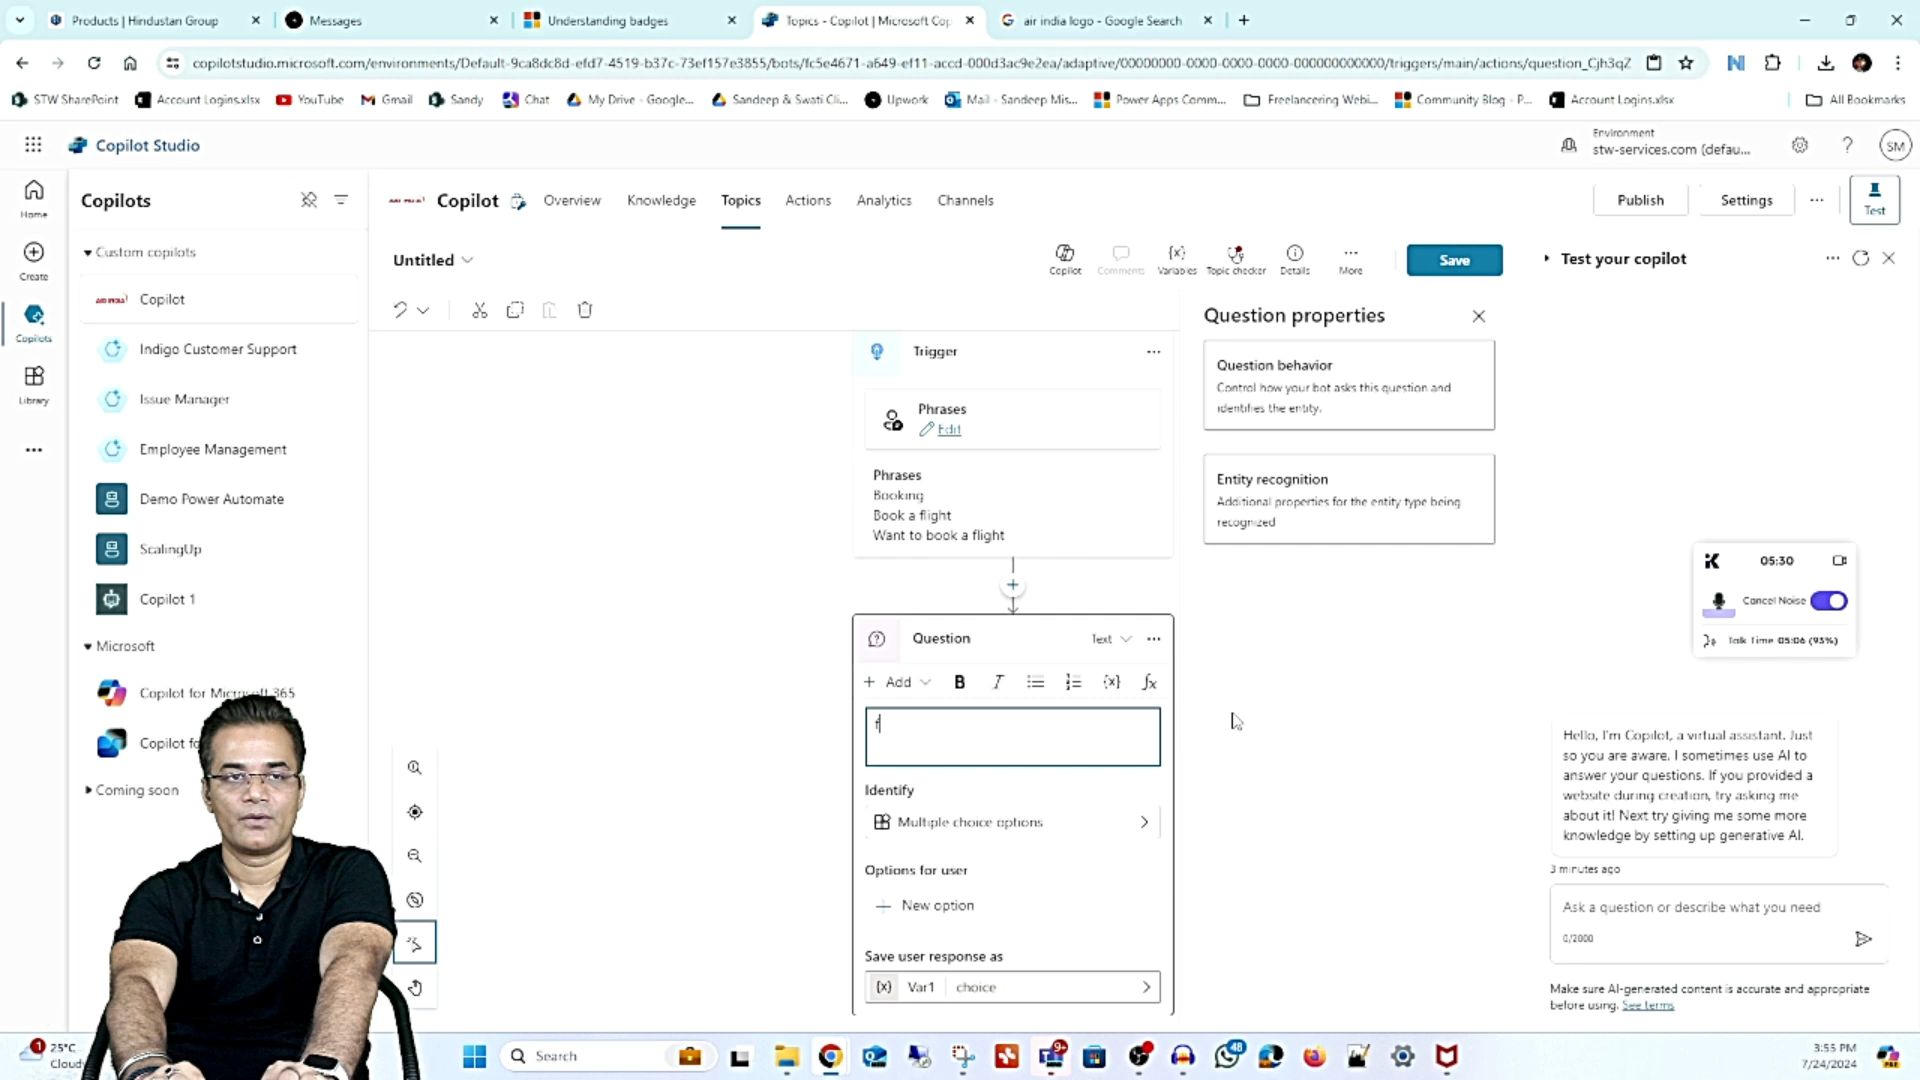 Products | Hindustan Group
Messages
Understanding badges
Topics - Copilot | Microsoft Cop
air india logo - Google Search
copilotstudio.microsoft.com/environments/Default-9ca8dc8d-efd7-4519-b37c-73ef157e3855/bots/fc5e4671-a649-ef11-accd-000d3ac9e2ea/adaptive/00000000-0000-0000-0000-000000000000/triggers/main/actions/question_Cjh3qZ
STW SharePoint
Account Logins.xlsx
YouTube
Gmail
Sandy
Chat
My Drive - Google...
Sandeep & Swati Cli...
Upwork
Mail - Sandeep Mis...
Power Apps Comm...
Freelancering Webi...
Community Blog - P...
Account Logins.xlsx
All Bookmarks
Copilot Studio
Environment
stw-services.com (defau...
SM
Home
Create
Copilots
Library
Copilots
Custom copilots
AIR INDIA
Copilot
Indigo Customer Support
Issue Manager
Employee Management
Demo Power Automate
ScalingUp
Copilot 1
Microsoft
Copilot for Microsoft 365
Copilot fo
Coming soon
AIR INDIA
Copilot
Overview
Knowledge
Topics
Actions
Analytics
Channels
Publish
Settings
Test
Untitled
Copilot
Comments
Variables
Topic checker
Details
More
Save
Trigger
Phrases
Edit
Phrases
Booking
Book a flight
Want to book a flight
Question
Text
Add
B
I
{x}
fx
f
Identify
Multiple choice options
Options for user
New option
Save user response as
{x} Var1 choice
Question properties
Question behavior
Control how your bot asks this question and
identifies the entity.
Entity recognition
Additional properties for the entity type being
recognized
Test your copilot
05:30
Cancel Noise
Talk Time 05:06 (93%)
Hello, I'm Copilot, a virtual assistant. Just
so you are aware, I sometimes use AI to
answer your questions. If you provided a
website during creation, try asking me
about it! Next try giving me some more
knowledge by setting up generative AI.
3 minutes ago
Ask a question or describe what you need
0/2000
Make sure AI-generated content is accurate and appropriate
before using. See terms
1
25°C
Cloud
Search
9+
48
3:55 PM
7/24/2024